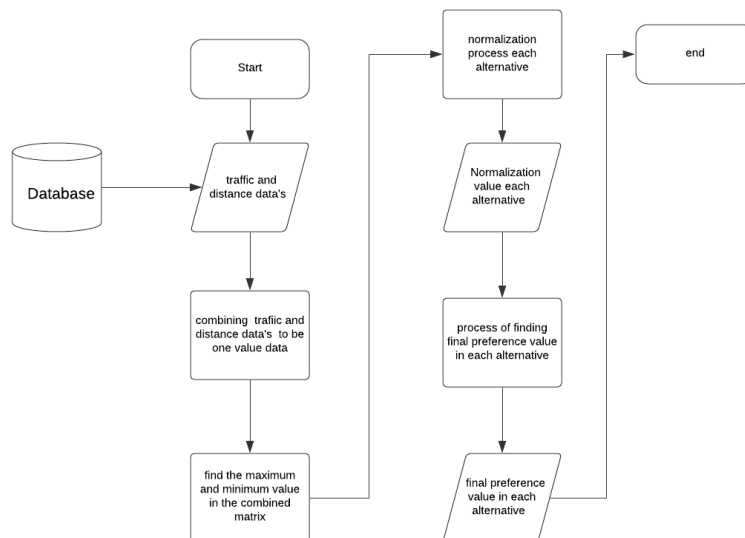 Start
Database
traffic and
distance data's
combining trafiic and
distance data's to be
one value data
find the maximum
and minimum value
in the combined
matrix
normalization
process each
alternative
Normalization
value each
alternative
process of finding
final preference value
in each alternative
final preference
value in each
alternative
end